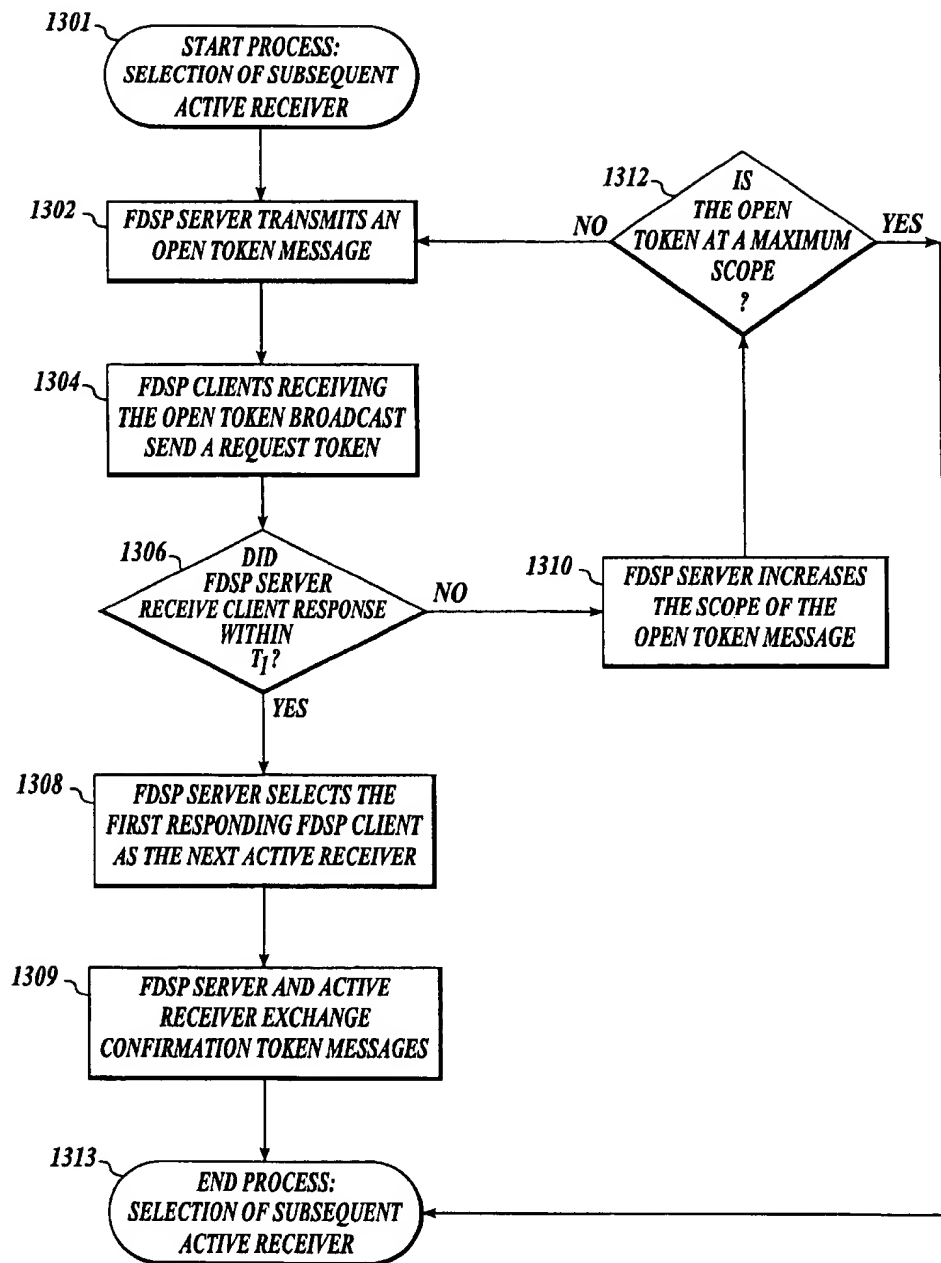 1301
START PROCESS:
SELECTION OF SUBSEQUENT
ACTIVE RECEIVER
1302
FDSP SERVER TRANSMITS AN
OPEN TOKEN MESSAGE
1304
FDSP CLIENTS RECEIVING
THE OPEN TOKEN BROADCAST
SEND A REQUEST TOKEN
1306
DID
FDSP SERVER
RECEIVE CLIENT RESPONSE
WITHIN
T1?
NO
YES
1310
FDSP SERVER INCREASES
THE SCOPE OF THE
OPEN TOKEN MESSAGE
1312
IS
THE OPEN
TOKEN AT A MAXIMUM
SCOPE
?
NO
YES
1308
FDSP SERVER SELECTS THE
FIRST RESPONDING FDSP CLIENT
AS THE NEXT ACTIVE RECEIVER
1309
FDSP SERVER AND ACTIVE
RECEIVER EXCHANGE
CONFIRMATION TOKEN MESSAGES
1313
END PROCESS:
SELECTION OF SUBSEQUENT
ACTIVE RECEIVER